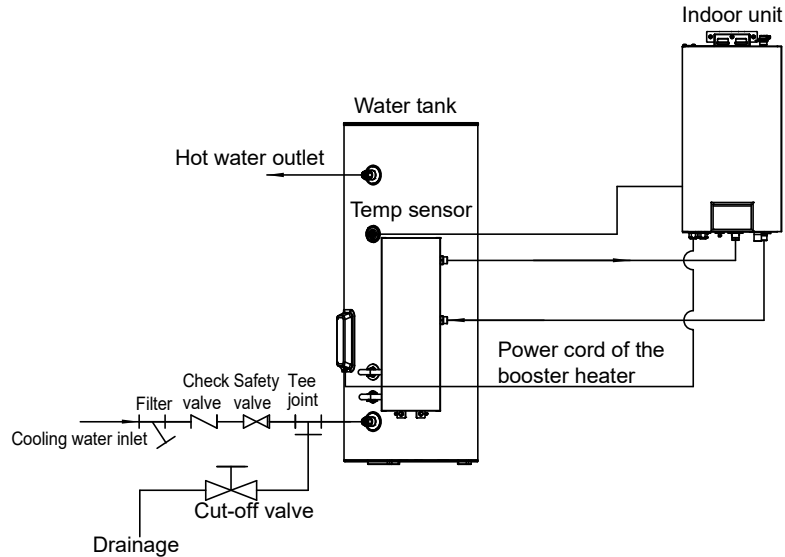 Indoor unit
Water tank
Hot water outlet
Temp sensor
Power cord of the
booster heater
Check Safety Tee
Filter valve valve joint
Cooling water inlet
Cut-off valve
Drainage